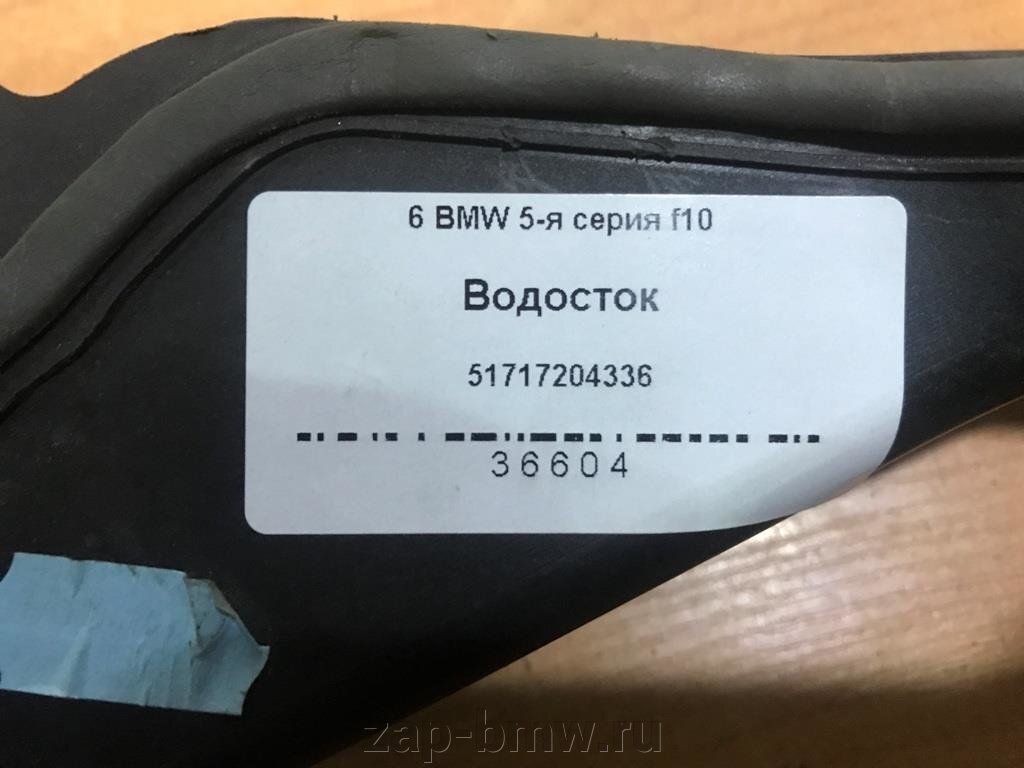 6 BMW 5-я серия f10
Водосток
51717204336
36604
zap-bmw.ru